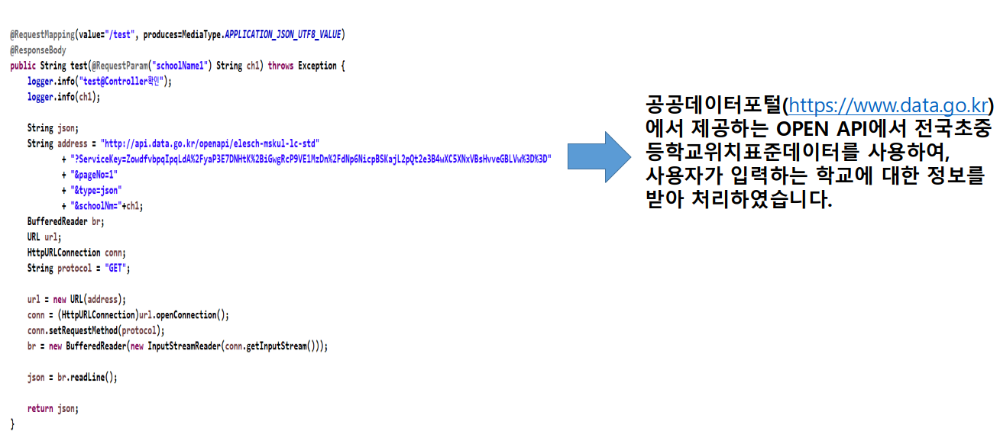 @RequestMapping(value="/test", produces=MediaType.APPLICATION_JSON_UTF8_VALUE)
@ResponseBody
public String test(@RequestParam("schoolName1") String ch1) throws Exception {
logger.info("test@Controller확인");
logger.info(ch1);
String json;
String address = "http://api.data.go.kr/openapi/elesch-mskul-lc-std"
+ "?ServiceKey=ZowdfvbpqIpqLdA%2FyaP3E7DNHtK%2BiGwgRcP9VE1MzDn%2FdNp6NicpBSKajL2pQt2e3B4wXC5XNxVBsHvveGBLVw%3D%3D"
+ "&pageNo=1"
+ "&type=json"
+ "&schoolNm="+ch1;
BufferedReader br;
URL url;
HttpURLConnection conn;
String protocol = "GET";
url = new URL(address);
conn = (HttpURLConnection)url.openConnection();
conn.setRequestMethod(protocol);
br = new BufferedReader(new InputStreamReader(conn.getInputStream()));
json = br.readLine();
return json;
}
공공데이터포털(https://www.data.go.kr)
에서 제공하는 OPEN API에서 전국초중
등학교위치표준데이터를 사용하여,
사용자가 입력하는 학교에 대한 정보를
받아 처리하였습니다.